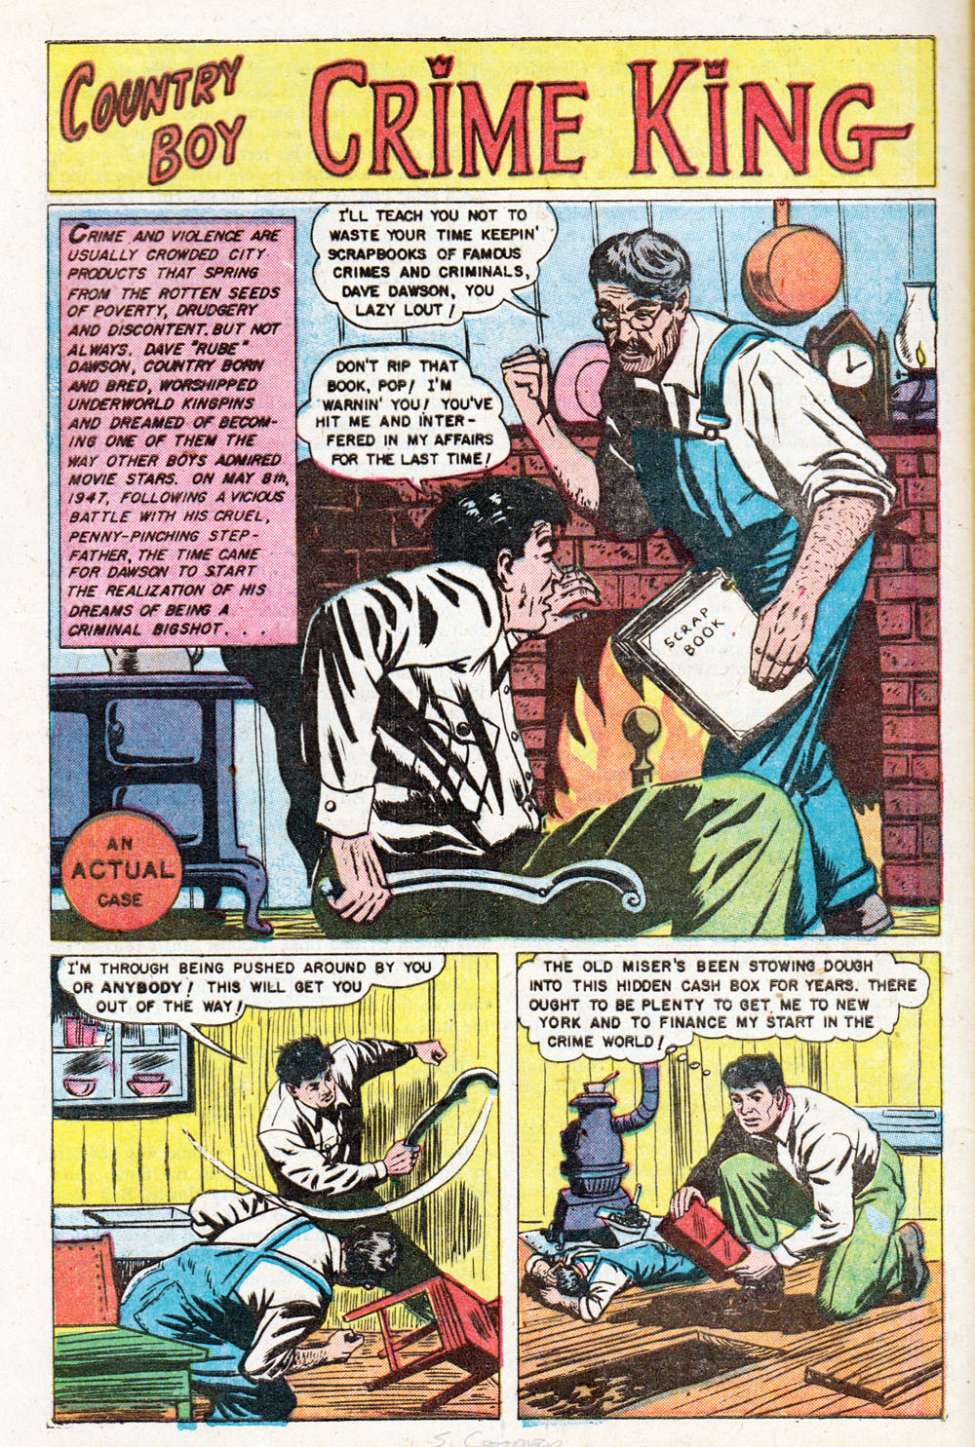 COUNTRY
BOY
CRIME KING
CRIME AND VIOLENCE ARE
USUALLY CROWDED CITY
PRODUCTS THAT SPRING
FROM THE ROTTEN SEEDS
OF POVERTY, DRUDGERY
AND DISCONTENT. BUT NOT
ALWAYS. DAVE "RUBE"
DAWSON, COUNTRY BORN
AND BRED, WORSHIPPED
UNDERWORLD KINGPINS
AND DREAMED OF BECOM-
ING ONE OF THEM THE
WAY OTHER BOYS ADMIRED
MOVIE STARS. ON MAY 8th,
1947, FOLLOWING A VICIOUS
BATTLE WITH HIS CRUEL,
PENNY-PINCHING STEP-
FATHER, THE TIME CAME
FOR DAWSON TO START
THE REALIZATION OF HIS
DREAMS OF BEING A
CRIMINAL BIGSHOT. . .
I'LL TEACH YOU NOT TO
WASTE YOUR TIME KEEPIN'
SCRAPBOOKS OF FAMOUS
CRIMES AND CRIMINALS,
DAVE DAWSON, YOU
LAZY LOUT!
DON'T RIP THAT
BOOK, POP! I'M
WARNIN' YOU! YOU'VE
HIT ME AND INTER-
FERED IN MY AFFAIRS
FOR THE LAST TIME!
SCRAP
BOOK
AN
ACTUAL
CASE
I'M THROUGH BEING PUSHED AROUND BY YOU
OR ANYBODY! THIS WILL GET YOU
OUT OF THE WAY!
THE OLD MISER'S BEEN STOWING DOUGH
INTO THIS HIDDEN CASH BOX FOR YEARS. THERE
OUGHT TO BE PLENTY TO GET ME TO NEW
YORK AND TO FINANCE MY START IN THE
CRIME WORLD!